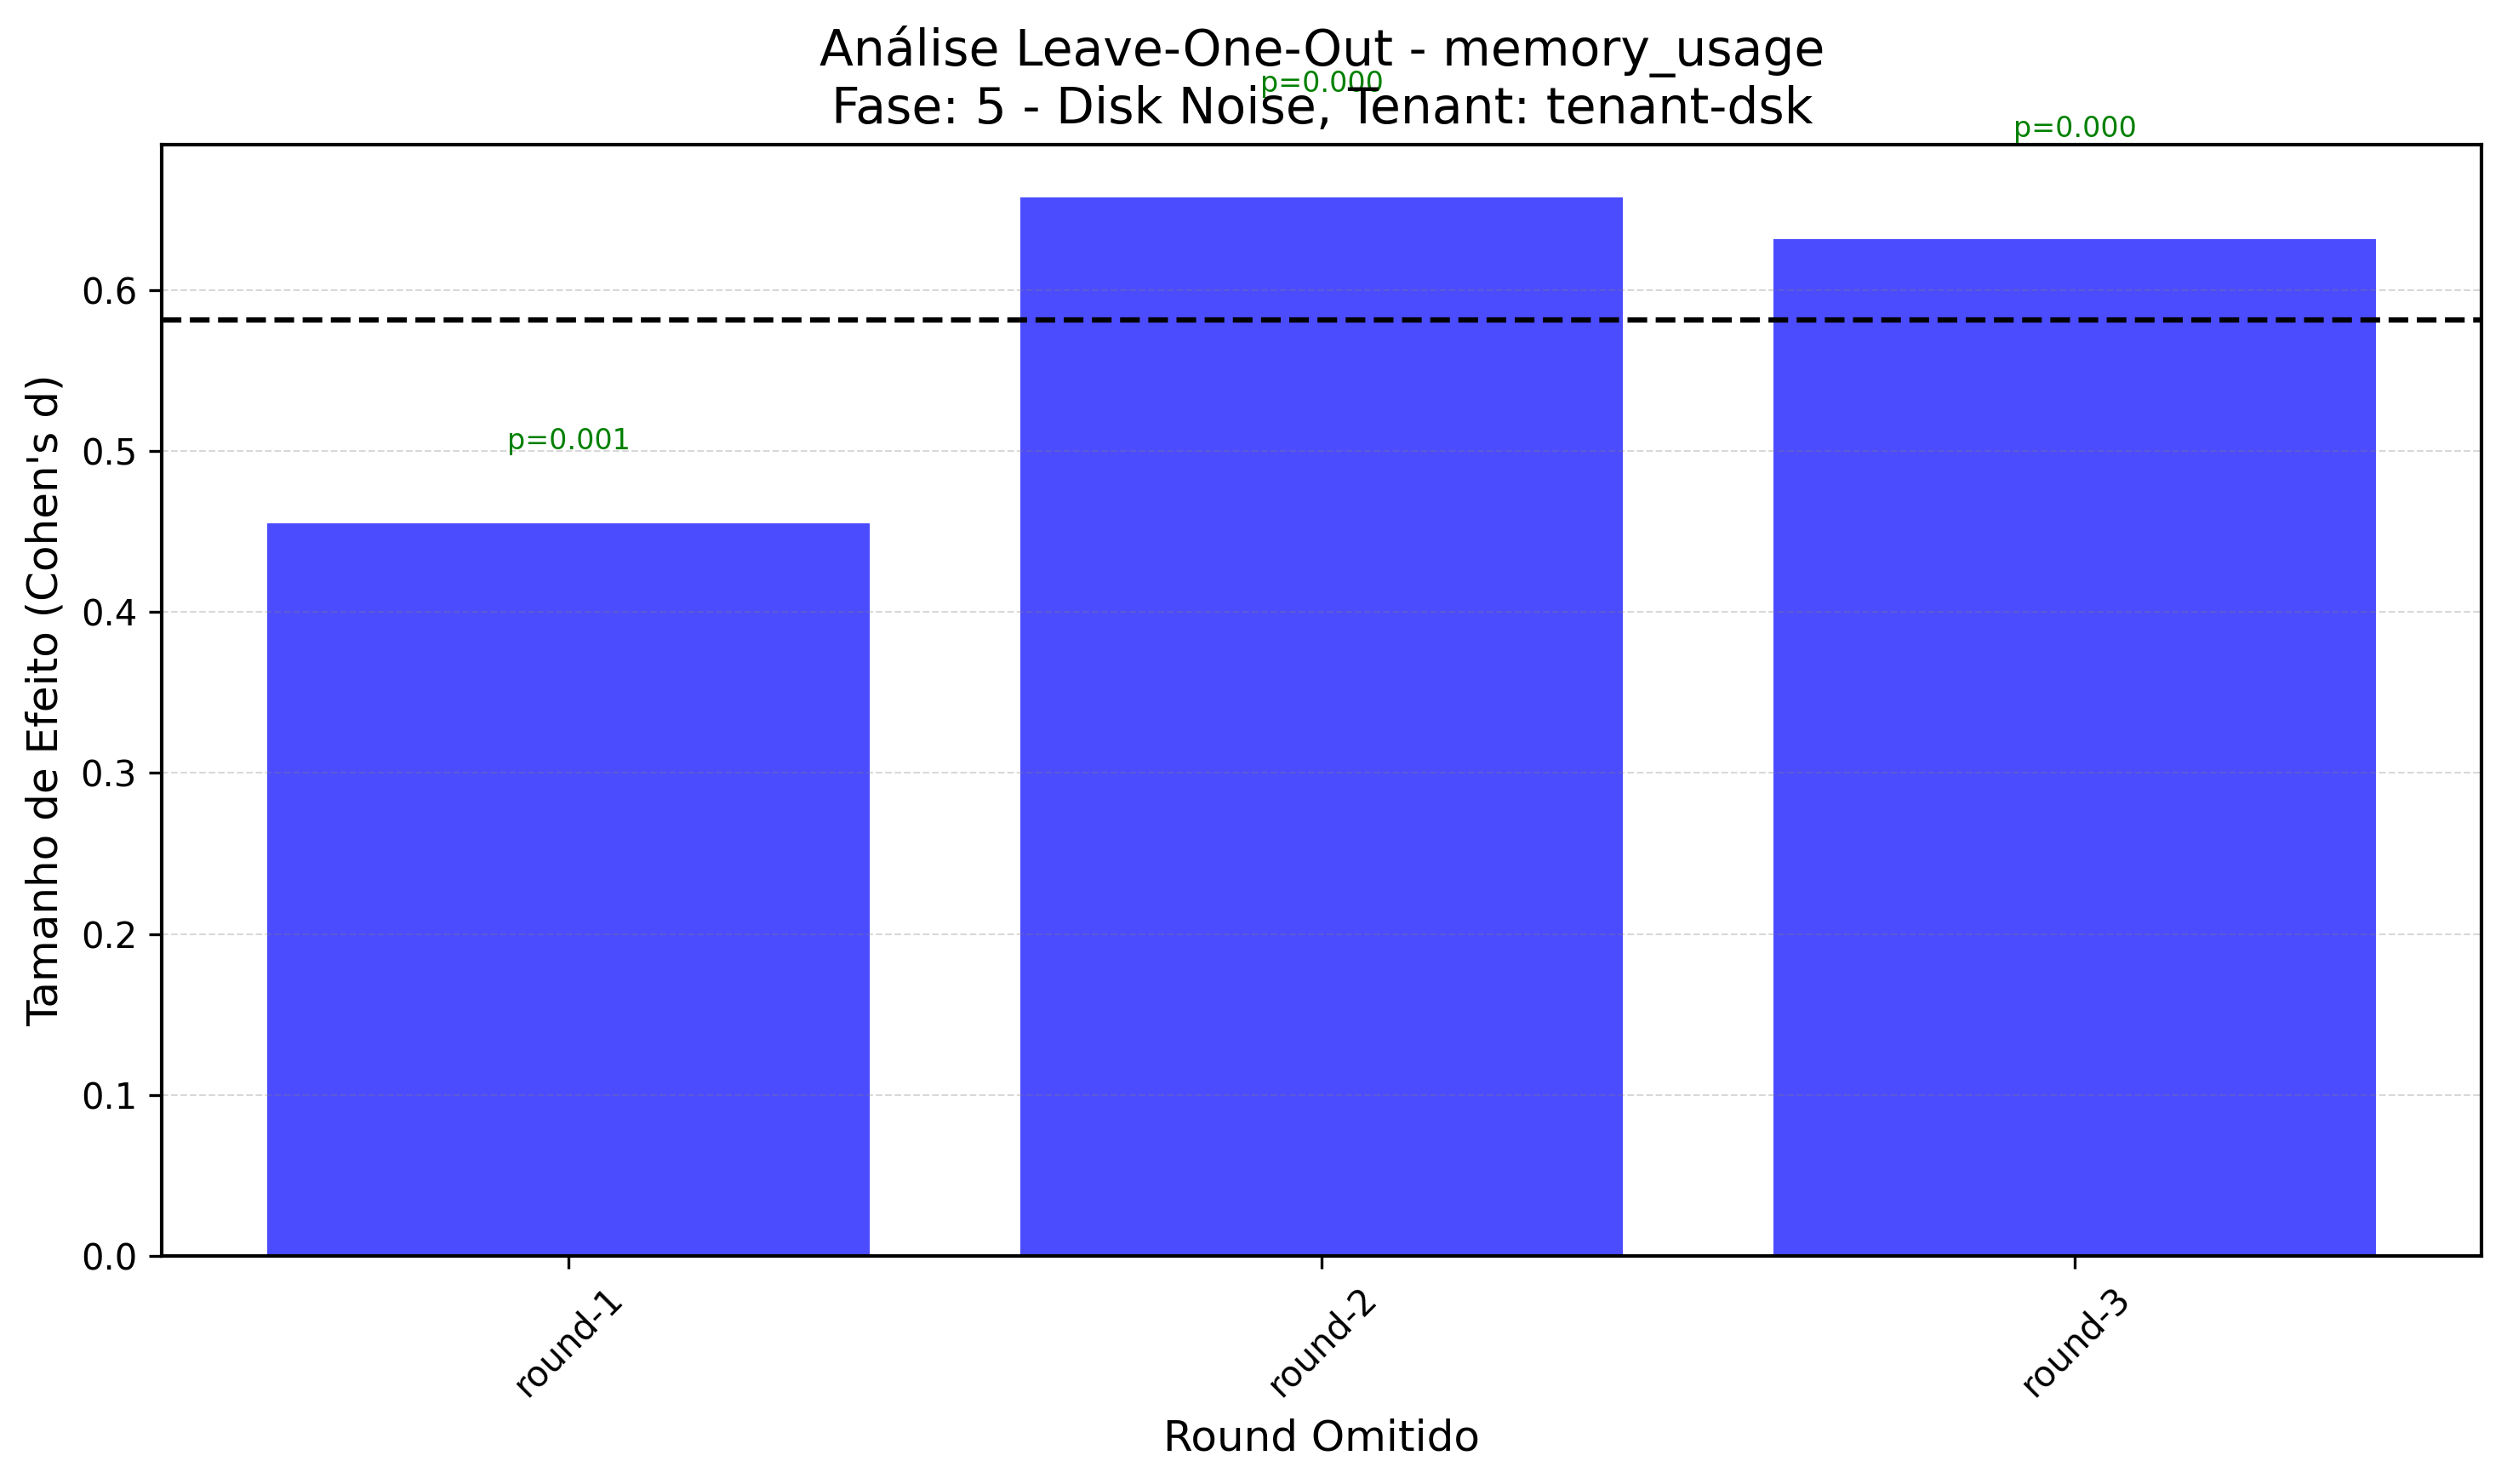 Análise Leave-One-Out - memory_usage
p=0.000
Fase: 5 - Disk Noise, Tenant: tenant-dsk
p=0.000
p=0.001
Tamanho de Efeito (Cohen's d)
0.6
0.5
0.4
0.3
0.2
0.1
0.0
round-1
round-2
round-3
Round Omitido